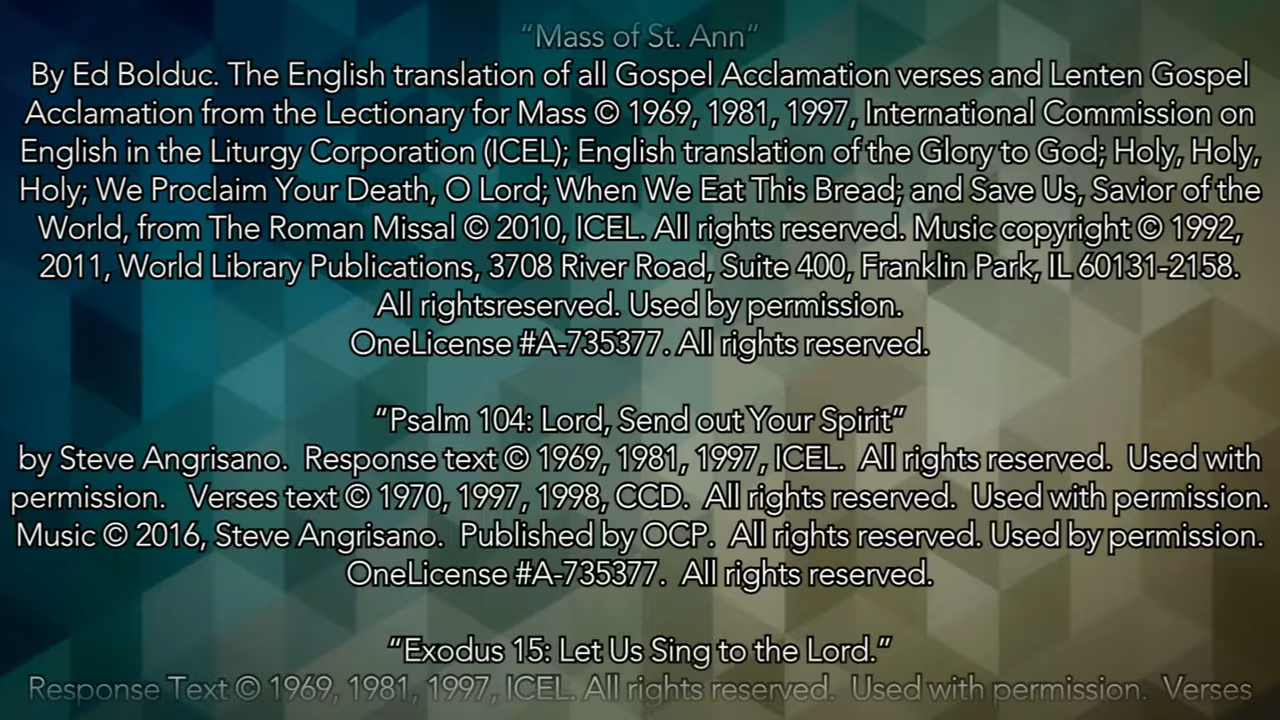 “Mass of St. Ann“
By Ed Bolduc. The English translation of all Gospel Acclamation verses and Lenten Gospel
Acclamation from the Lectionary for Mass © 1969, 1981, 1997, International Commission on
English in the Liturgy Corporation (ICEL); English translation of the Glory to God; Holy, Holy,
Holy; We Proclaim Your Death, O Lord; When We Eat This Bread; and Save Us, Savior of the
World, from The Roman Missal © 2010, ICEL. All rights reserved. Music copyright © 1992,
2011, World Library Publications, 3708 River Road, Suite 400, Franklin Park, IL 60131-2158.
All rightsreserved. Used by permission.
OneLicense #A-735377. All rights reserved.
“Psalm 104: Lord, Send out Your Spirit”
by Steve Angrisano.  Response text © 1969, 1981, 1997, ICEL.  All rights reserved.  Used with
permission.   Verses text © 1970, 1997, 1998, CCD.  All rights reserved.  Used with permission.
Music © 2016, Steve Angrisano.  Published by OCP.  All rights reserved. Used by permission.
OneLicense #A-735377.  All rights reserved.
“Exodus 15: Let Us Sing to the Lord.”
Response Text © 1969, 1981, 1997, ICEL. All rights reserved.  Used with permission.  Verses